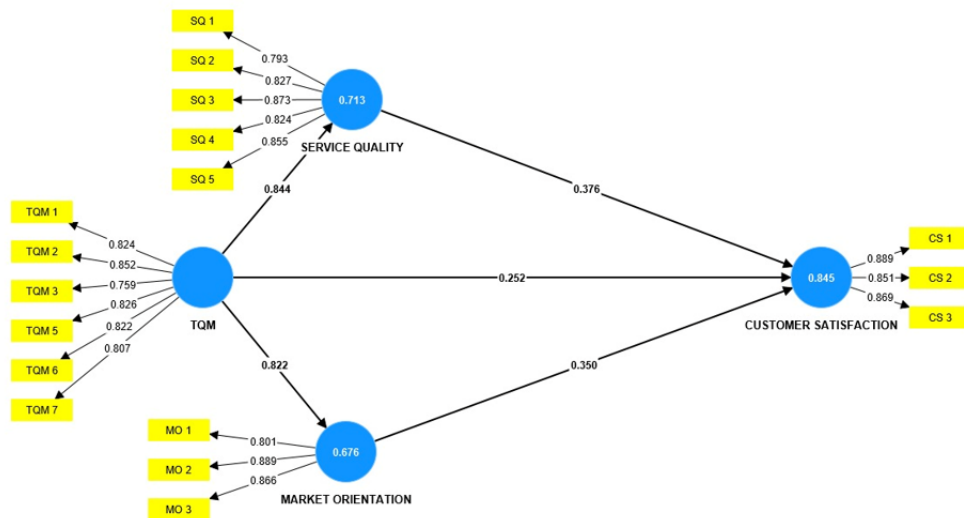 SQ 1
SQ 2
SQ 3
SQ 4
SQ 5
0.793
0.827
0.873
0.824
0.855
0.713
SERVICE QUALITY
0.844
0.376
TQM 1
TQM 2
TQM 3
TQM 5
TQM 6
TQM 7
0.824
0.852
0.759
0.826
0.822
0.807
TQM
0.252
0.845
CUSTOMER SATISFACTION
0.889
0.851
0.869
CS 1
CS 2
CS 3
0.822
0.350
MO 1
MO 2
MO 3
0.801
0.889
0.866
0.676
MARKET ORIENTATION